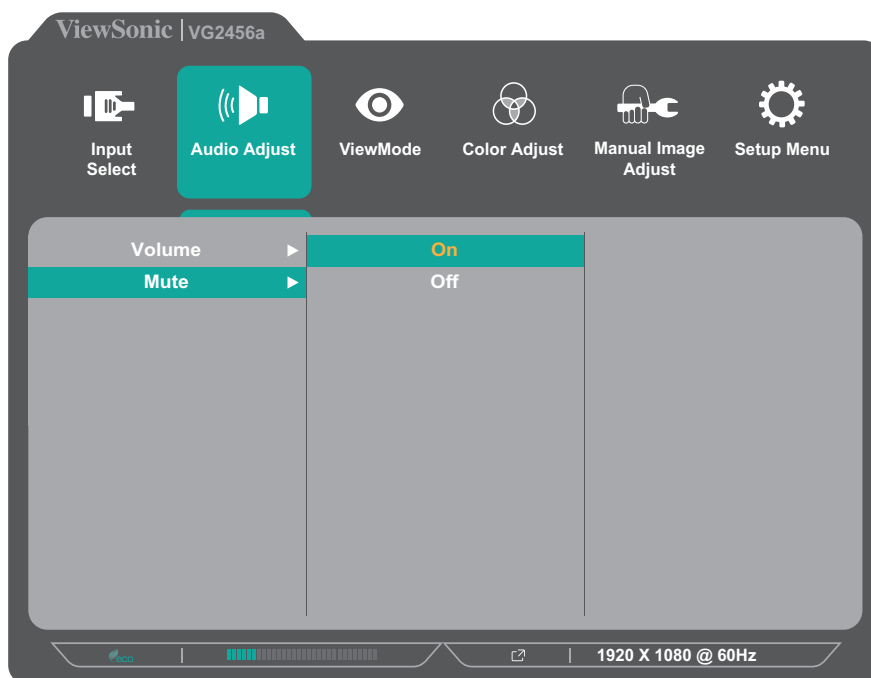 ViewSonic | VG2456a
Input Select
Audio Adjust
ViewMode
Color Adjust
Manual Image Adjust
Setup Menu
Volume
On
Mute
Off
eco
1920 X 1080 @ 60Hz